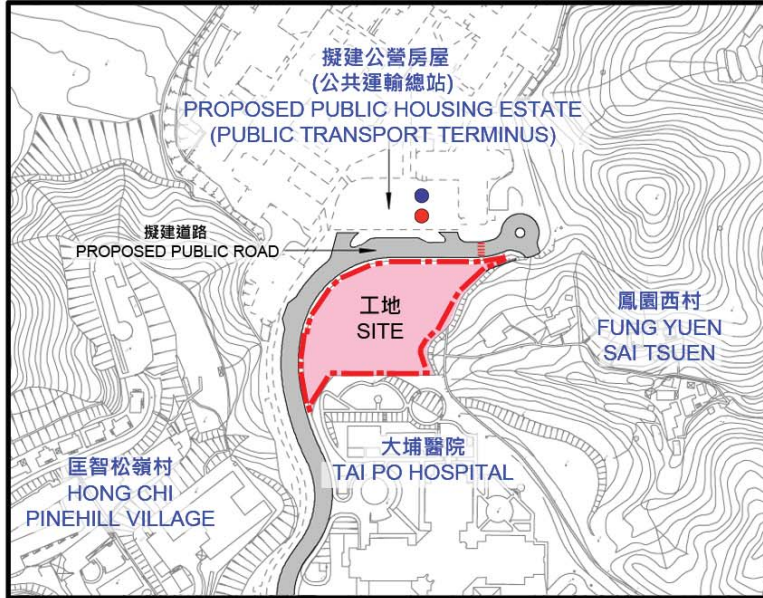 擬建公營房屋
(公共運輸總站)
PROPOSED PUBLIC HOUSING ESTATE
(PUBLIC TRANSPORT TERMINUS)
擬建道路
PROPOSED PUBLIC ROAD
工地
SITE
鳳園西村
FUNG YUEN
SAI TSUEN
匡智松嶺村
HONG CHI
PINEHILL VILLAGE
大埔醫院
TAI PO HOSPITAL